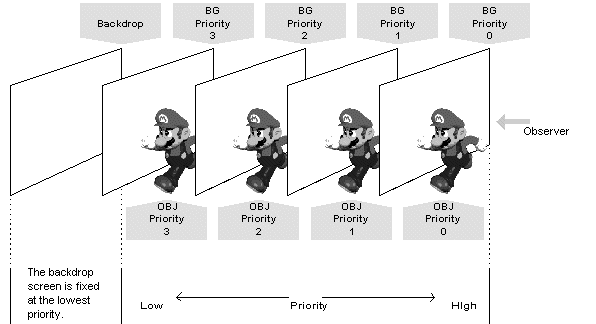 Backdrop
BG
Priority
3
BG
Priority
2
BG
Priority
1
BG
Priority
0
Observer
OBJ
Priority
3
OBJ
Priority
2
OBJ
Priority
1
OBJ
Priority
0
The backdrop
screen is fixed
at the lowest
priority.
Low
Priority
HIgh